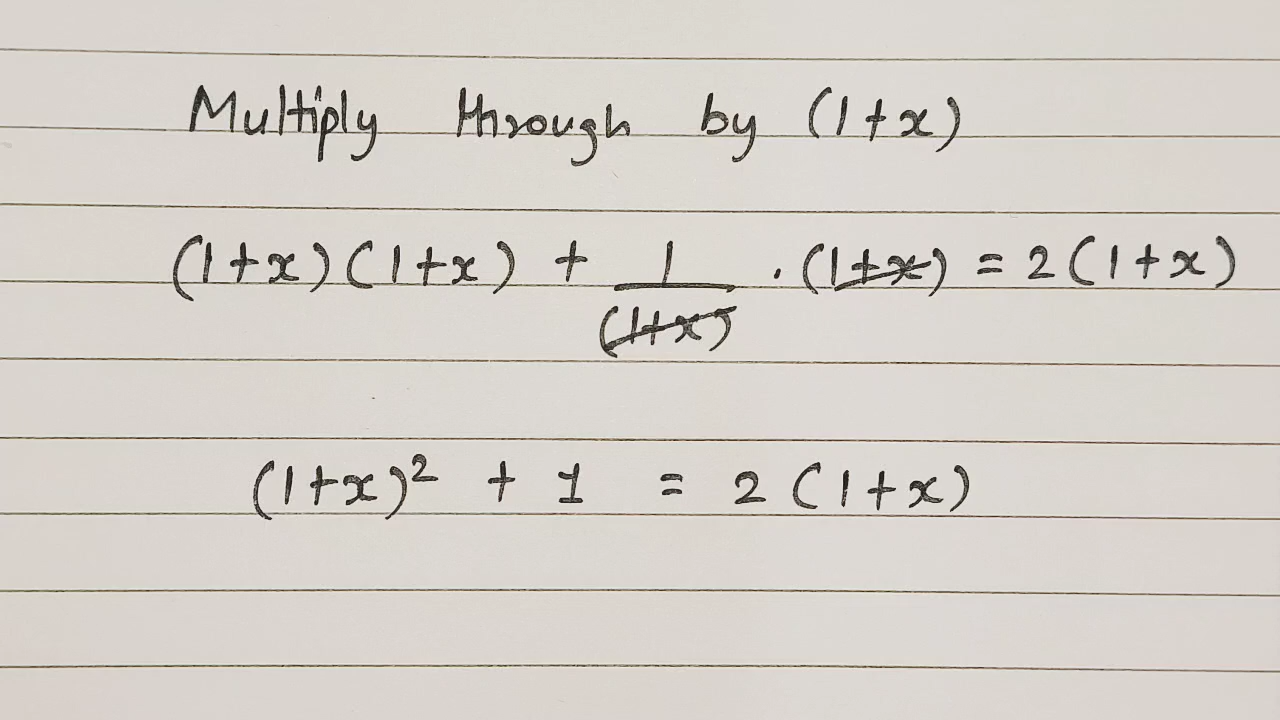 Multiply through by (1+x)
(1+x)(1+x) + 1/(1+x) . (1+x) = 2(1+x)
(1+x)² + 1 = 2(1+x)